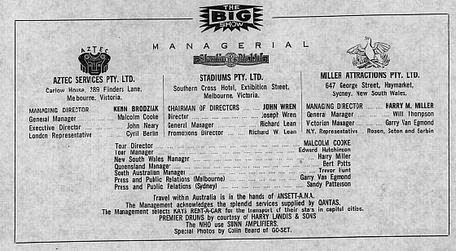 THE
BIG
SHOW
MANAGERIAL
AZTEC
AZTEC SERVICES PTY. LTD.
Carlow House, 289 Flinders Lane,
Melbourne, Victoria.
MANAGING DIRECTOR KENN BRODZIAK
General Manager Malcolm Cooke
Executive Director John Neary
London Representative Cyril Berlin
STADIUMS PTY. LTD.
Southern Cross Hotel, Exhibition Street,
Melbourne, Victoria.
CHAIRMAN OF DIRECTORS JOHN WREN
Director Joseph Wren
General Manager Richard Lean
Promotions Director Richard W. Lean
MILLER ATTRACTIONS PTY. LTD.
647 George Street, Haymarket,
Sydney, New South Wales.
MANAGING DIRECTOR HARRY M. MILLER
General Manager Will Thompson
Victorian Manager Garry Van Egmond
N.Y. Representative Rosen, Seton and Sarbin
Tour Director MALCOLM COOKE
Tour Manager Edward Hutchinson
New South Wales Manager Harry Miller
Queensland Manager Bert Potts
South Australian Manager Trevor Hunt
Press and Public Relations (Melbourne) Garry Van Egmond
Press and Public Relations (Sydney) Sandy Patterson
Travel within Australia is in the hands of ANSETT-A.N.A.
The Management acknowledges the splendid services supplied by QANTAS.
The Management selects KAYS RENT-A-CAR for the transport of their stars in capital cities.
PREMIER DRUMS by courtesy of HARRY LANDIS & SONS
The WHO use SUNN AMPLIFIERS.
Special Photos by Colin Beard of GO-SET.